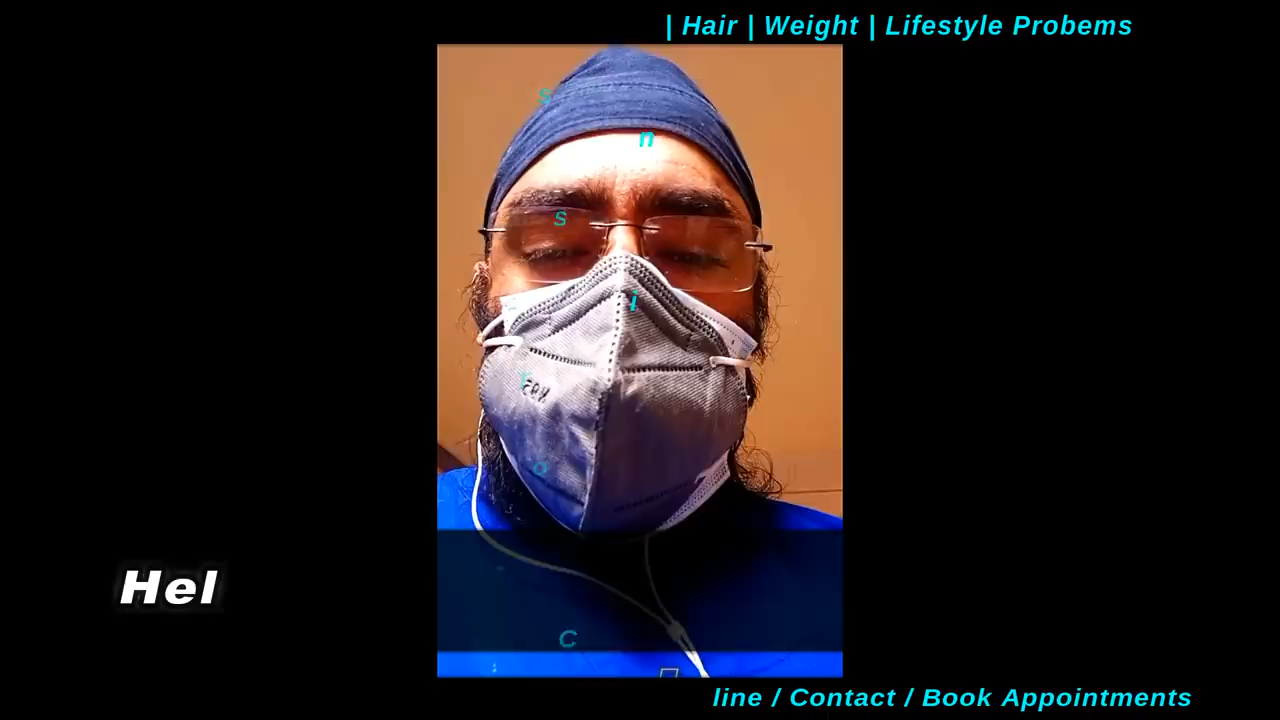 | Hair | Weight | Lifestyle Probems
S
n
S
i
o
Hel
C
line / Contact / Book Appointments